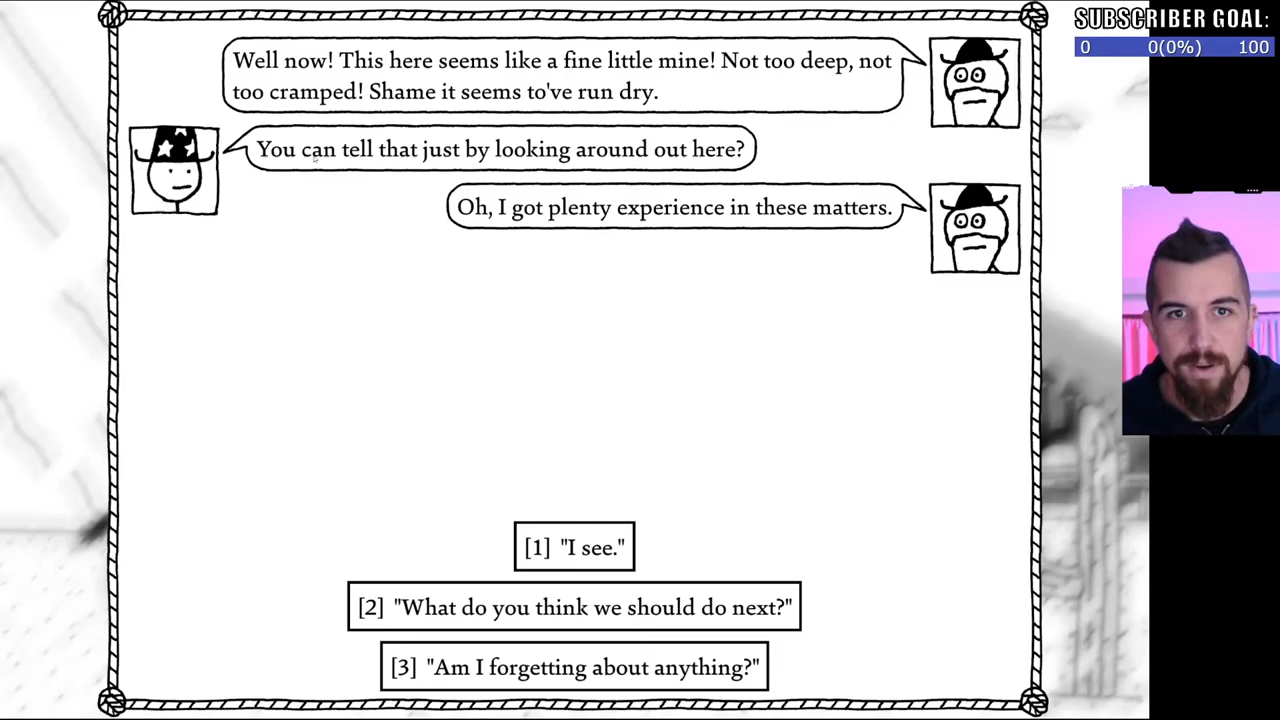 SUBSCRIBER GOAL:
0 0(0%) 100
Well now! This here seems like a fine little mine! Not too deep, not
too cramped! Shame it seems to've run dry.
You can tell that just by looking around out here?
Oh, I got plenty experience in these matters.
[1] "I see."
[2] "What do you think we should do next?"
[3] "Am I forgetting about anything?"